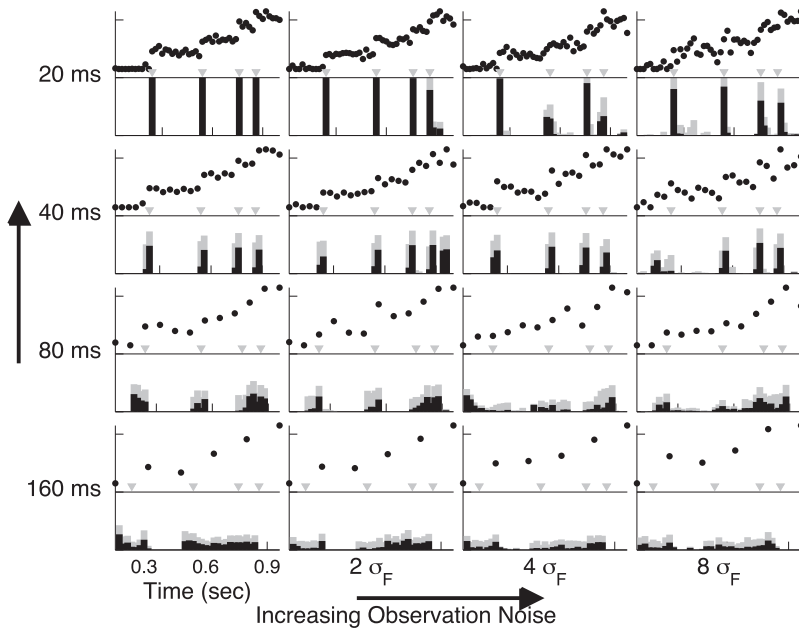 20 ms
40 ms
80 ms
160 ms
0.3 0.6 0.9
Time (sec)
2 σF
4 σF
8 σF
Increasing Observation Noise